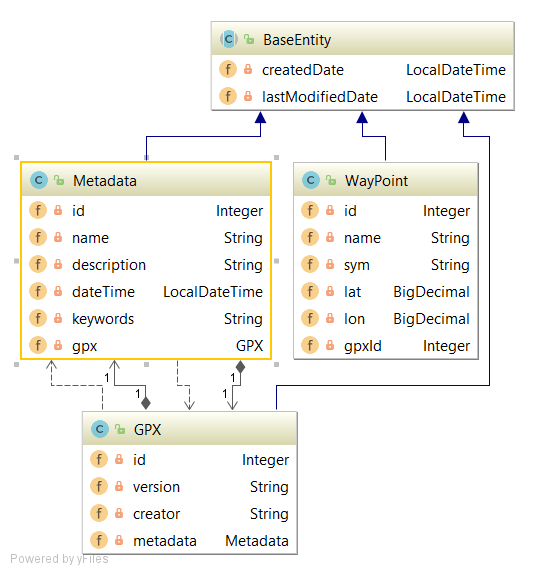 BaseEntity
createdDate LocalDateTime
lastModifiedDate LocalDateTime
Metadata
id Integer
name String
description String
dateTime LocalDateTime
keywords String
gpx GPX
WayPoint
id Integer
name String
sym String
lat BigDecimal
lon BigDecimal
gpxId Integer
1 1
1 1
GPX
id Integer
version String
creator String
metadata Metadata
Powered by yFiles